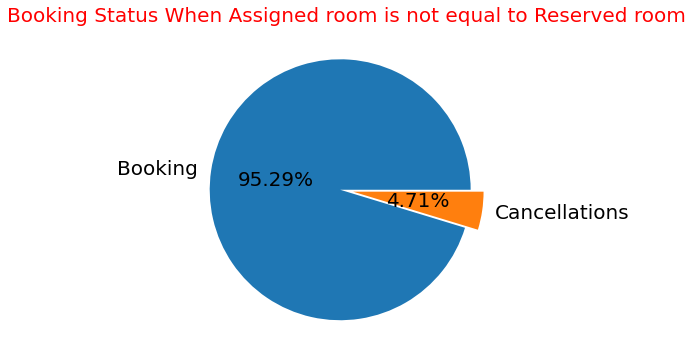 Booking Status When Assigned room is not equal to Reserved room
Booking
95.29%
4.71%
Cancellations